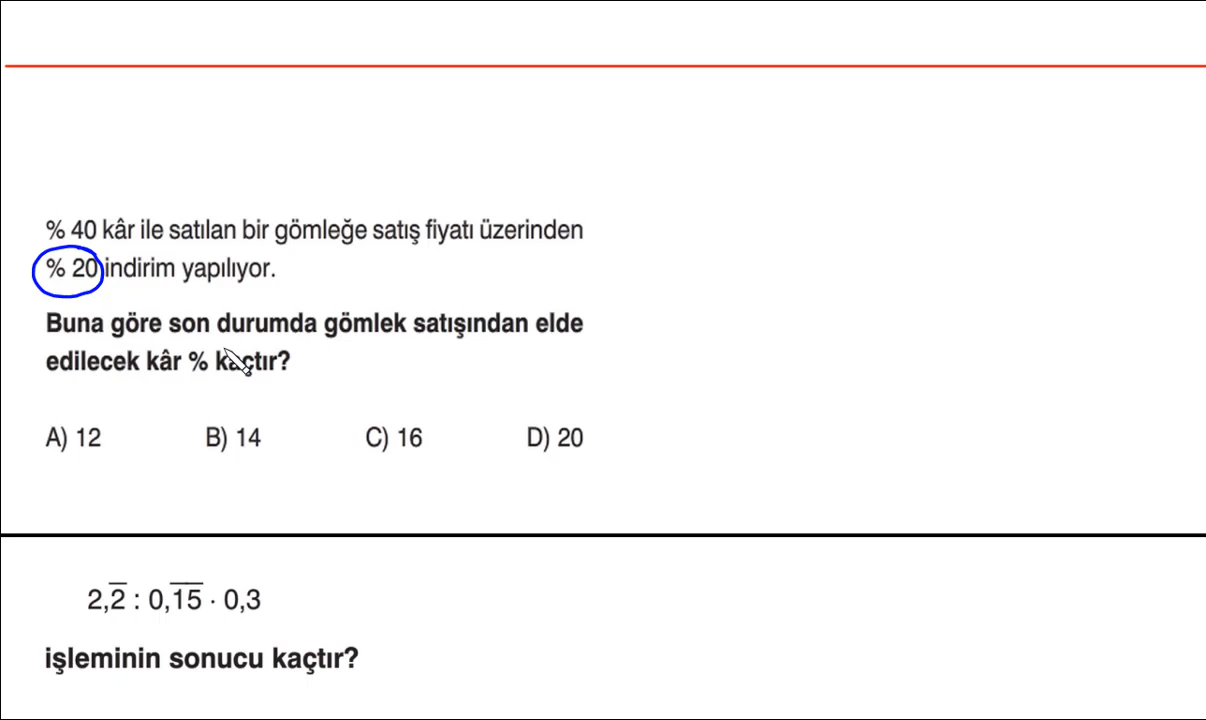 % 40 kâr ile satılan bir gömleğe satış fiyatı üzerinden
% 20 indirim yapılıyor.
Buna göre son durumda gömlek satışından elde
edilecek kâr % kaçtır?
A) 12 B) 14 C) 16 D) 20
2,2̅ : 0,1̅5̅ · 0,3
işleminin sonucu kaçtır?